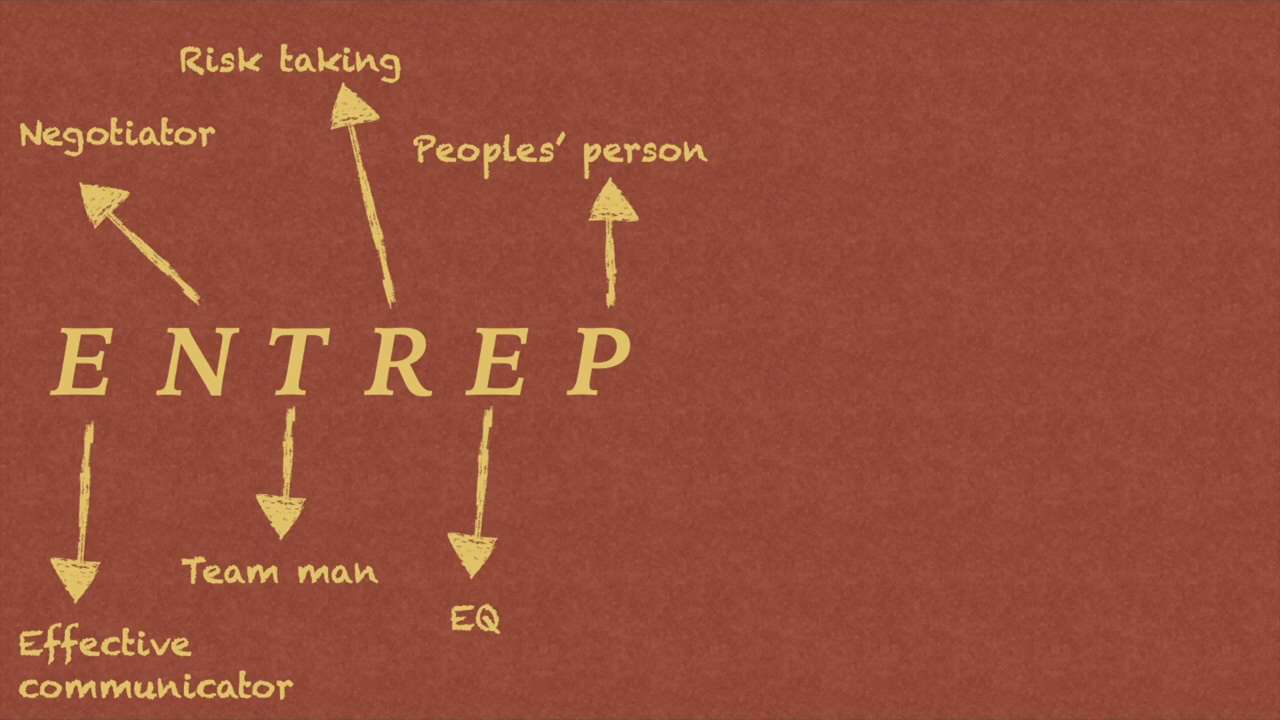 Risk taking
Negotiator
Peoples’ person
E N T R E P
Team man
EQ
Effective
communicator